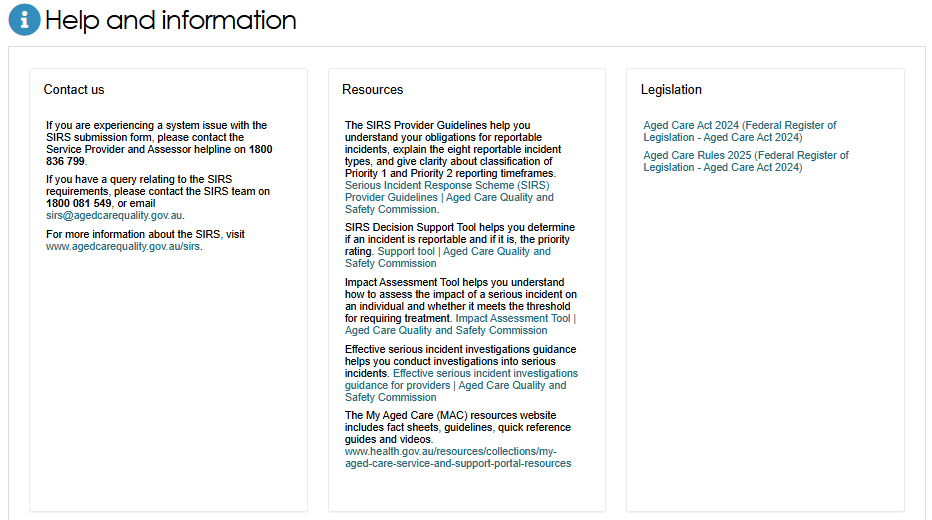 Help and information
Contact us
If you are experiencing a system issue with the
SIRS submission form, please contact the
Service Provider and Assessor helpline on 1800
836 799.
If you have a query relating to the SIRS
requirements, please contact the SIRS team on
1800 081 549, or email
sirs@agedcarequality.gov.au.
For more information about the SIRS, visit
www.agedcarequality.gov.au/sirs.
Resources
The SIRS Provider Guidelines help you
understand your obligations for reportable
incidents, explain the eight reportable incident
types, and give clarity about classification of
Priority 1 and Priority 2 reporting timeframes.
Serious Incident Response Scheme (SIRS)
Provider Guidelines | Aged Care Quality and
Safety Commission.
SIRS Decision Support Tool helps you determine
if an incident is reportable and if it is, the priority
rating. Support tool | Aged Care Quality and
Safety Commission
Impact Assessment Tool helps you understand
how to assess the impact of a serious incident on
an individual and whether it meets the threshold
for requiring treatment. Impact Assessment Tool |
Aged Care Quality and Safety Commission
Effective serious incident investigations guidance
helps you conduct investigations into serious
incidents. Effective serious incident investigations
guidance for providers | Aged Care Quality and
Safety Commission
The My Aged Care (MAC) resources website
includes fact sheets, guidelines, quick reference
guides and videos.
www.health.gov.au/resources/collections/my-
aged-care-service-and-support-portal-resources
Legislation
Aged Care Act 2024 (Federal Register of
Legislation - Aged Care Act 2024)
Aged Care Rules 2025 (Federal Register of
Legislation - Aged Care Act 2024)